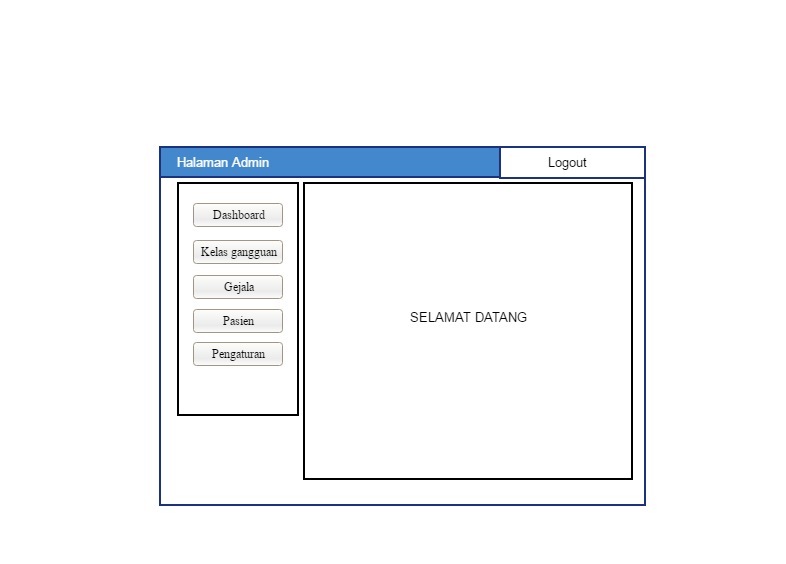 Halaman Admin
Logout
Dashboard
Kelas gangguan
Gejala
Pasien
Pengaturan
SELAMAT DATANG